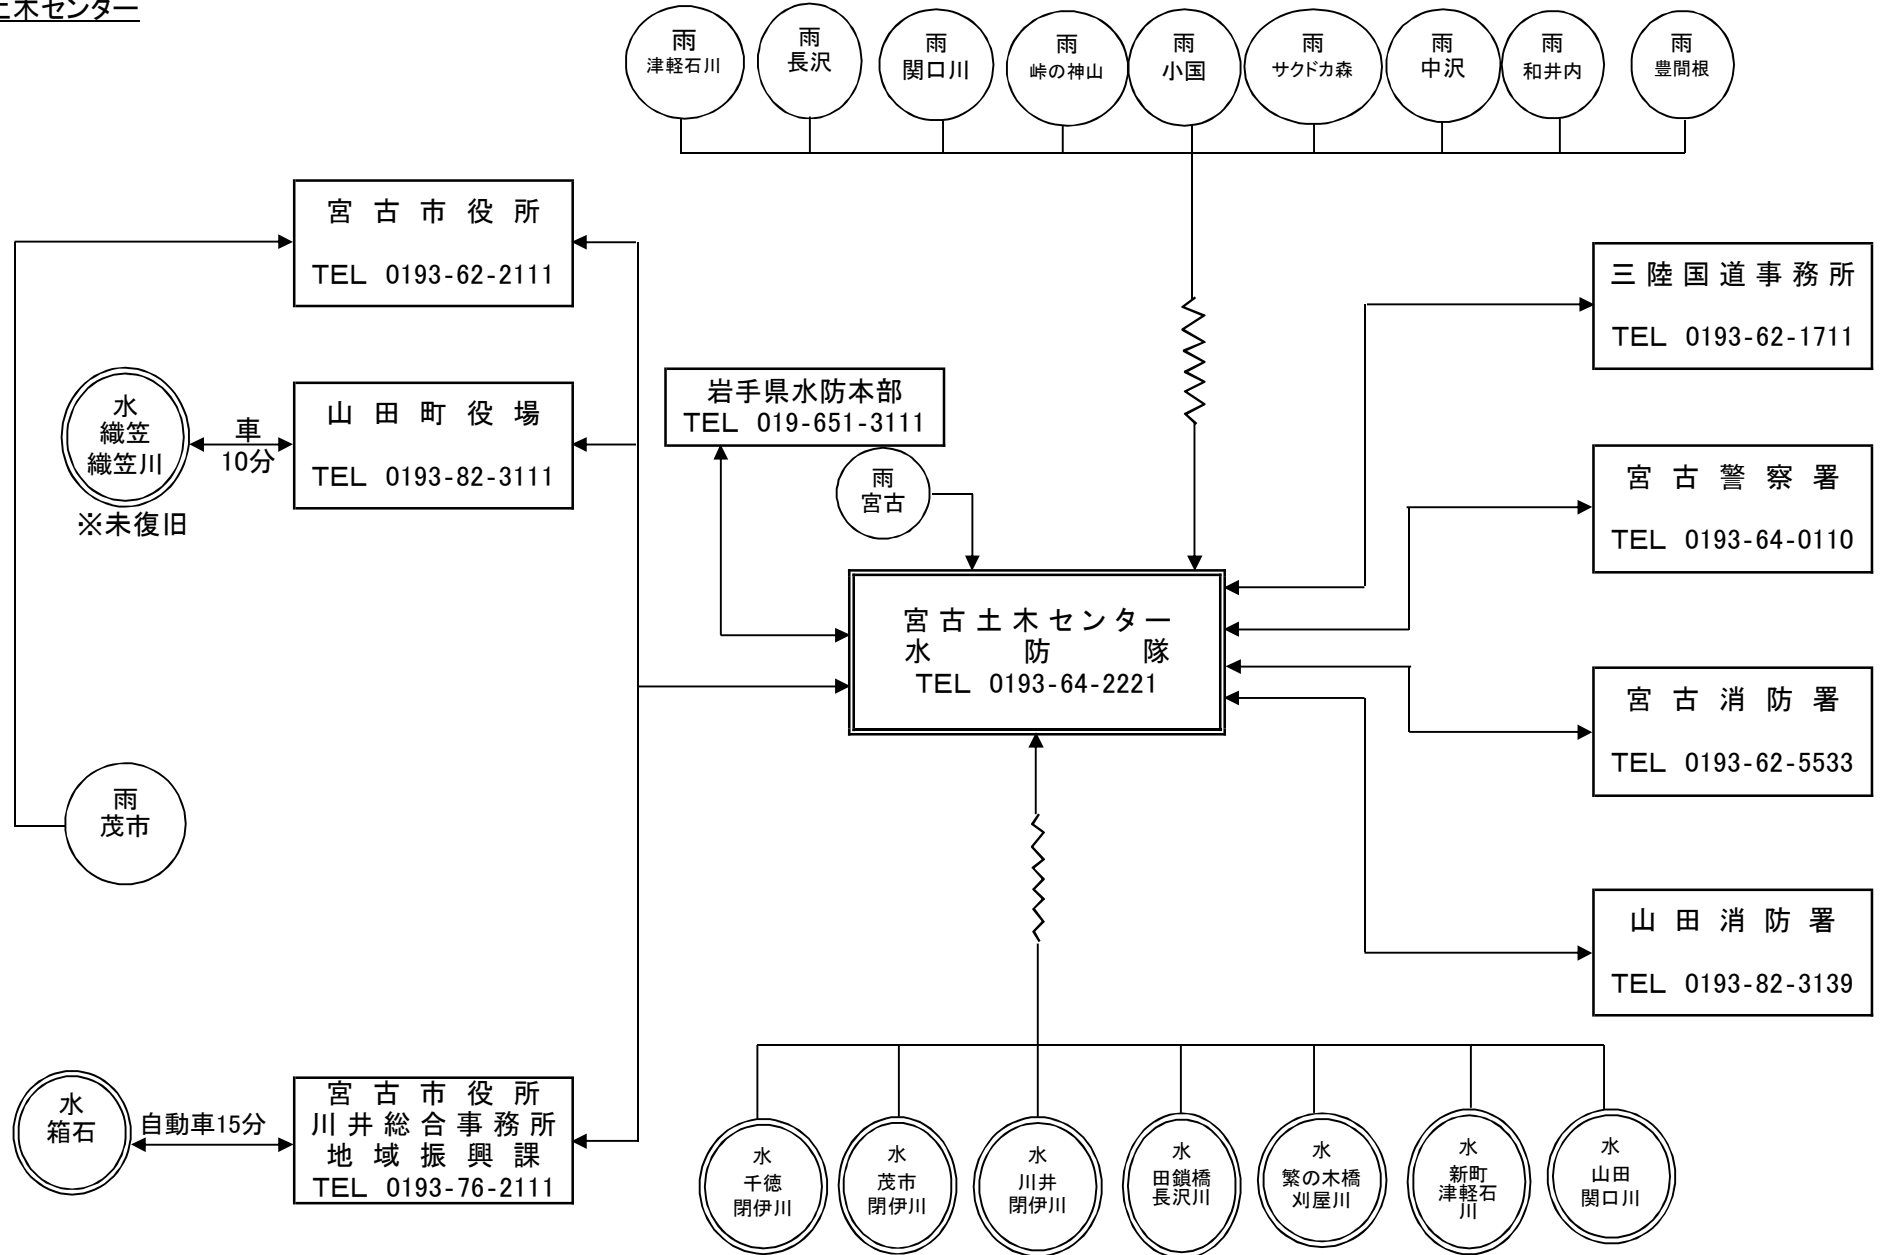 土木センター
雨
津軽石川
雨
長沢
雨
関口川
雨
峠の神山
雨
小国
雨
サクドカ森
雨
中沢
雨
和井内
雨
豊間根
宮古市役所
TEL 0193-62-2111
三陸国道事務所
TEL 0193-62-1711
水
織笠
織笠川
※未復旧
車
10分
山田町役場
TEL 0193-82-3111
岩手県水防本部
TEL 019-651-3111
雨
宮古
宮古警察署
TEL 0193-64-0110
宮古土木センター
水防隊
TEL 0193-64-2221
宮古消防署
TEL 0193-62-5533
雨
茂市
山田消防署
TEL 0193-82-3139
水
箱石
自動車15分
宮古市役所
川井総合事務所
地域振興課
TEL 0193-76-2111
水
千徳
閉伊川
水
茂市
閉伊川
水
川井
閉伊川
水
田鎖橋
長沢川
水
繋の木橋
刈屋川
水
新町
津軽石
川
水
山田
関口川